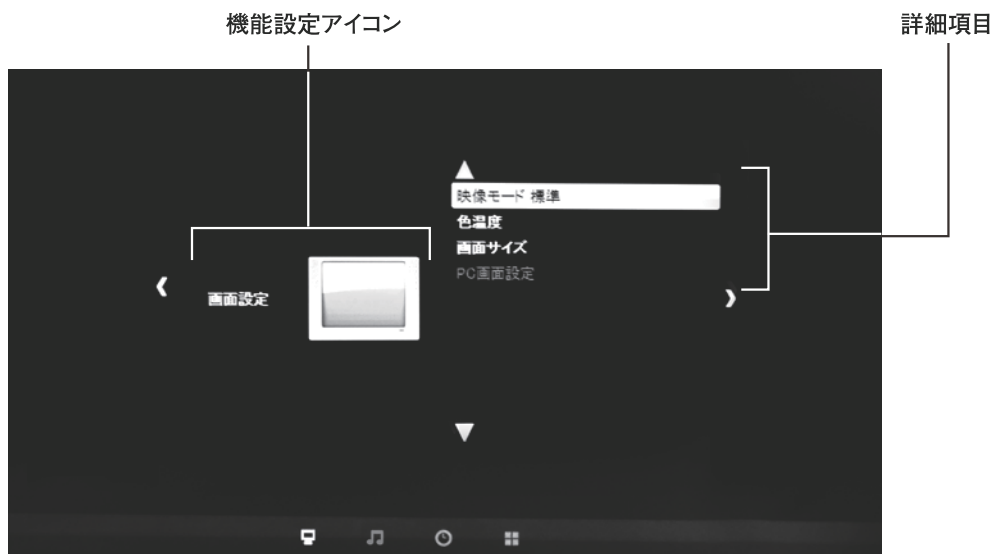 機能設定アイコン
詳細項目
映像モード 標準
色温度
画面サイズ
PC画面設定
画面設定